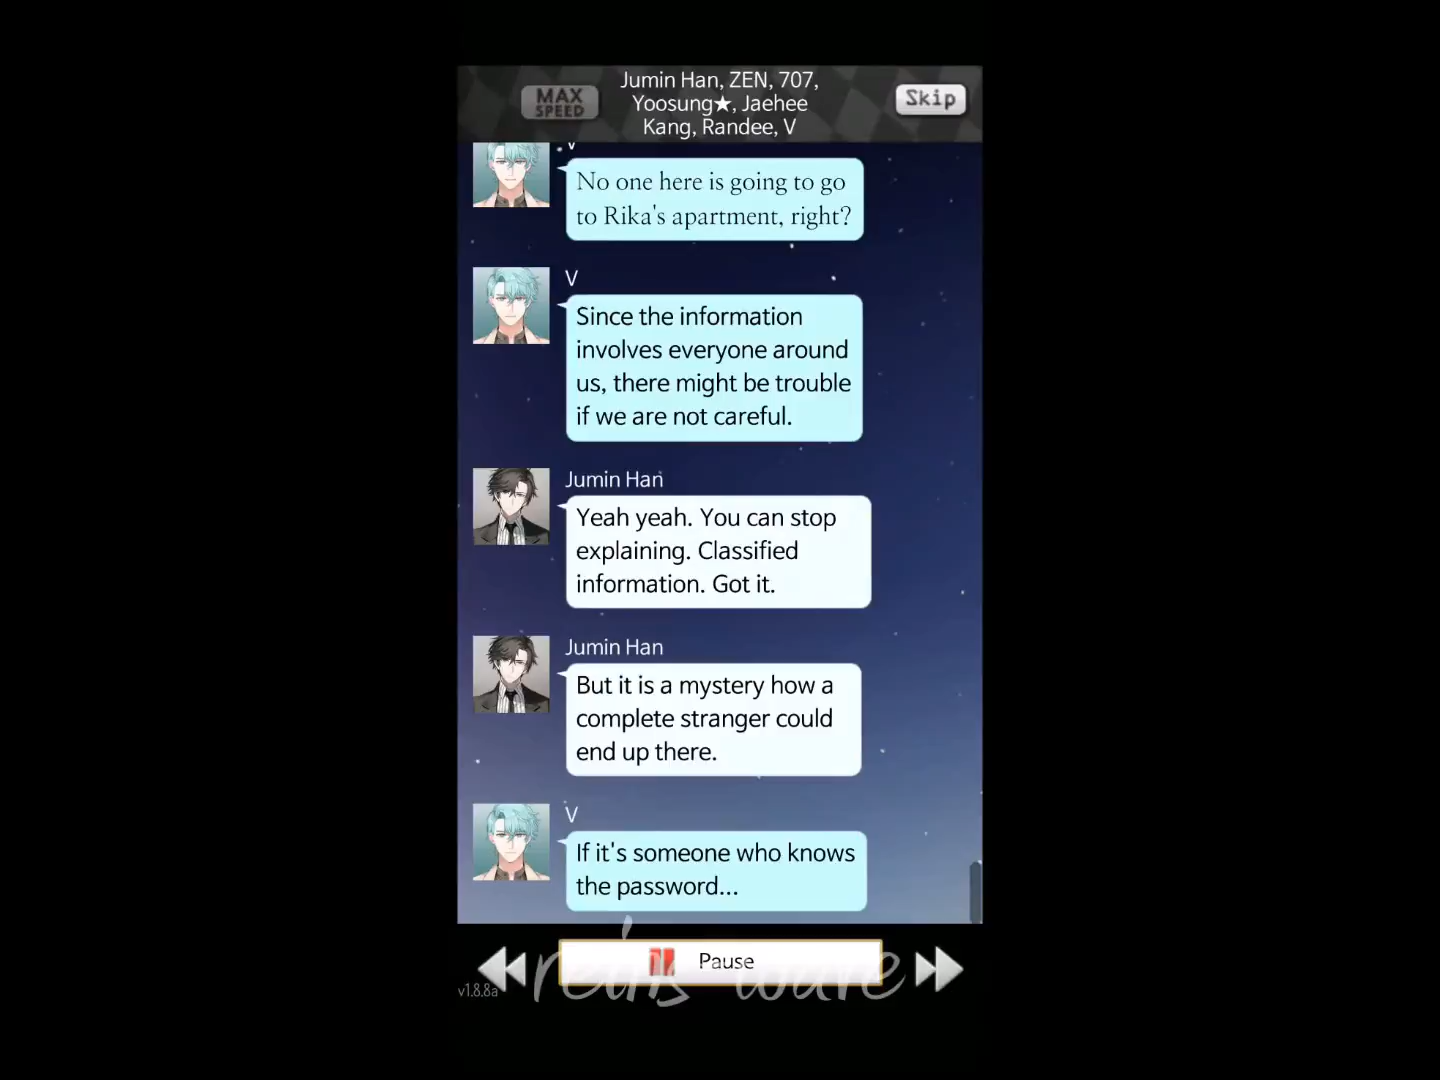 MAX
SPEED
Jumin Han, ZEN, 707,
Yoosung★, Jaehee
Kang, Randee, V
Skip
V
No one here is going to go
to Rika's apartment, right?
V
Since the information
involves everyone around
us, there might be trouble
if we are not careful.
Jumin Han
Yeah yeah. You can stop
explaining. Classified
information. Got it.
Jumin Han
But it is a mystery how a
complete stranger could
end up there.
V
If it's someone who knows
the password...
Pause
v1.8.8a